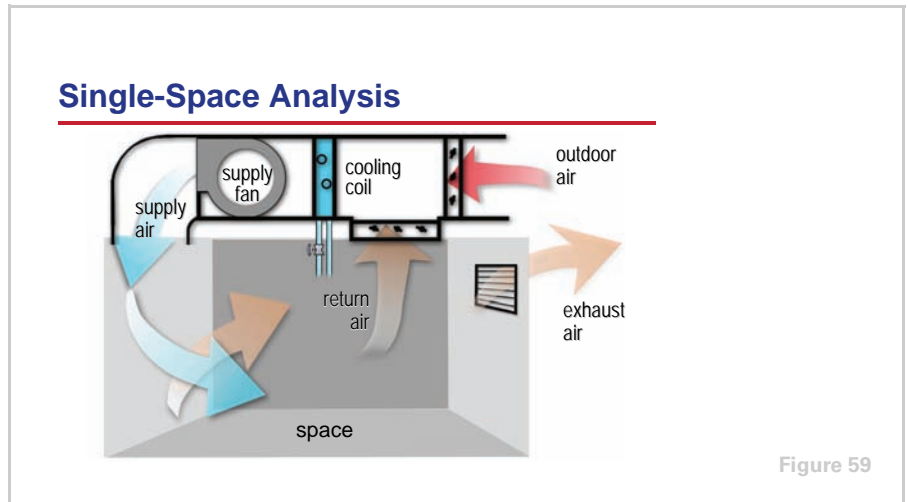 Single-Space Analysis
supply
fan
cooling
coil
outdoor
air
supply
air
return
air
exhaust
air
space
Figure 59